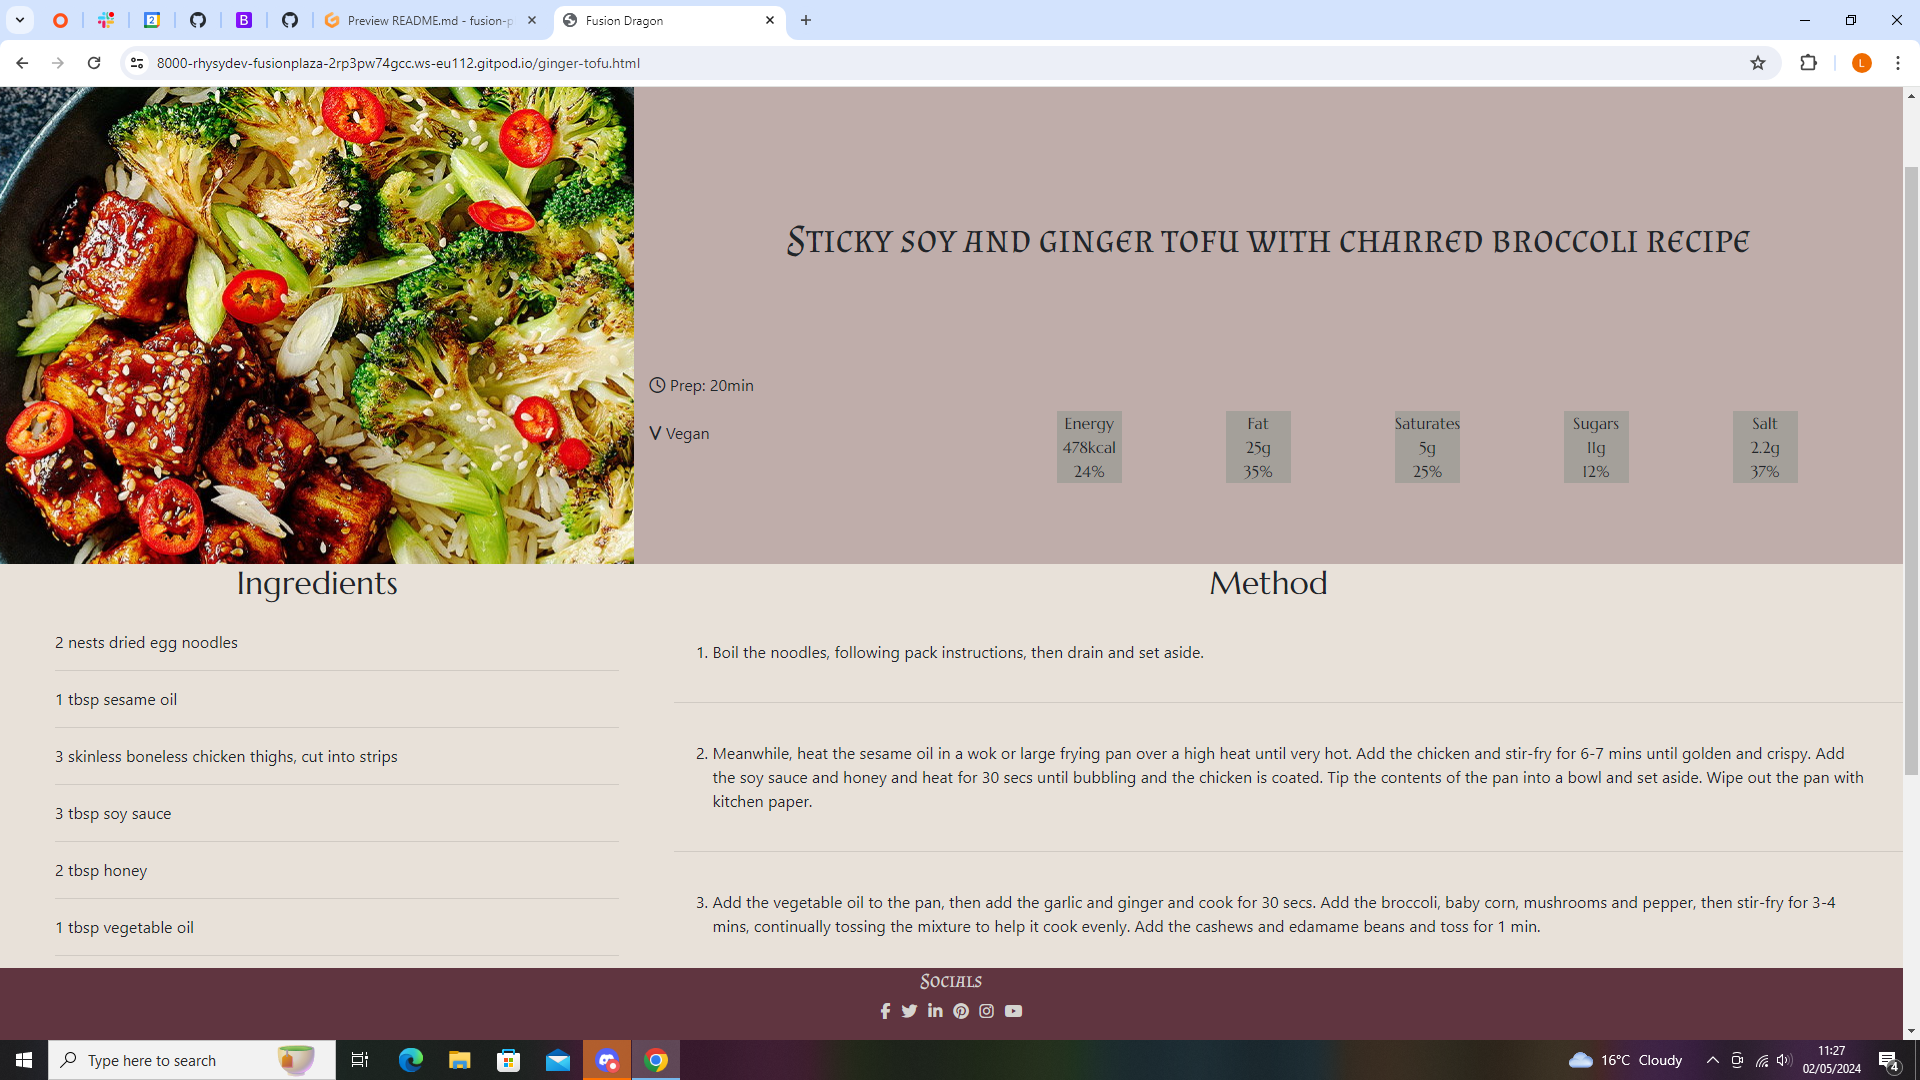 Preview README.md - fusion-p
Fusion Dragon
8000-rhysydev-fusionplaza-2rp3pw74gcc.ws-eu112.gitpod.io/ginger-tofu.html
L
Sticky soy and ginger tofu with charred broccoli recipe
Prep: 20min
V Vegan
Energy
478kcal
24%
Fat
25g
35%
Saturates
5g
25%
Sugars
11g
12%
Salt
2.2g
37%
Ingredients
2 nests dried egg noodles
1 tbsp sesame oil
3 skinless boneless chicken thighs, cut into strips
3 tbsp soy sauce
2 tbsp honey
1 tbsp vegetable oil
Method
1. Boil the noodles, following pack instructions, then drain and set aside.
2. Meanwhile, heat the sesame oil in a wok or large frying pan over a high heat until very hot. Add the chicken and stir-fry for 6-7 mins until golden and crispy. Add
the soy sauce and honey and heat for 30 secs until bubbling and the chicken is coated. Tip the contents of the pan into a bowl and set aside. Wipe out the pan with
kitchen paper.
3. Add the vegetable oil to the pan, then add the garlic and ginger and cook for 30 secs. Add the broccoli, baby corn, mushrooms and pepper, then stir-fry for 3-4
mins, continually tossing the mixture to help it cook evenly. Add the cashews and edamame beans and toss for 1 min.
Socials
Type here to search
16°C Cloudy
11:27
02/05/2024
4